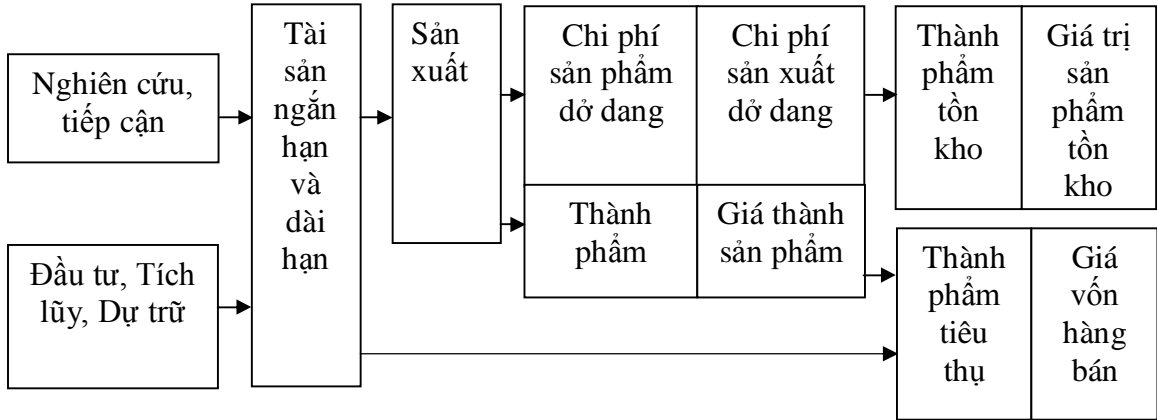 Nghiên cứu,
tiếp cận
Đầu tư, Tích
lũy, Dự trữ
Tài
sản
ngắn
hạn
và
dài
hạn
Sản
xuất
Chi phí
sản phẩm
dở dang
Chi phí
sản xuất
dở dang
Thành
phẩm
Giá thành
sản phẩm
Thành
phẩm
tồn
kho
Giá trị
sản
phẩm
tồn
kho
Thành
phẩm
tiêu
thụ
Giá
vốn
hàng
bán